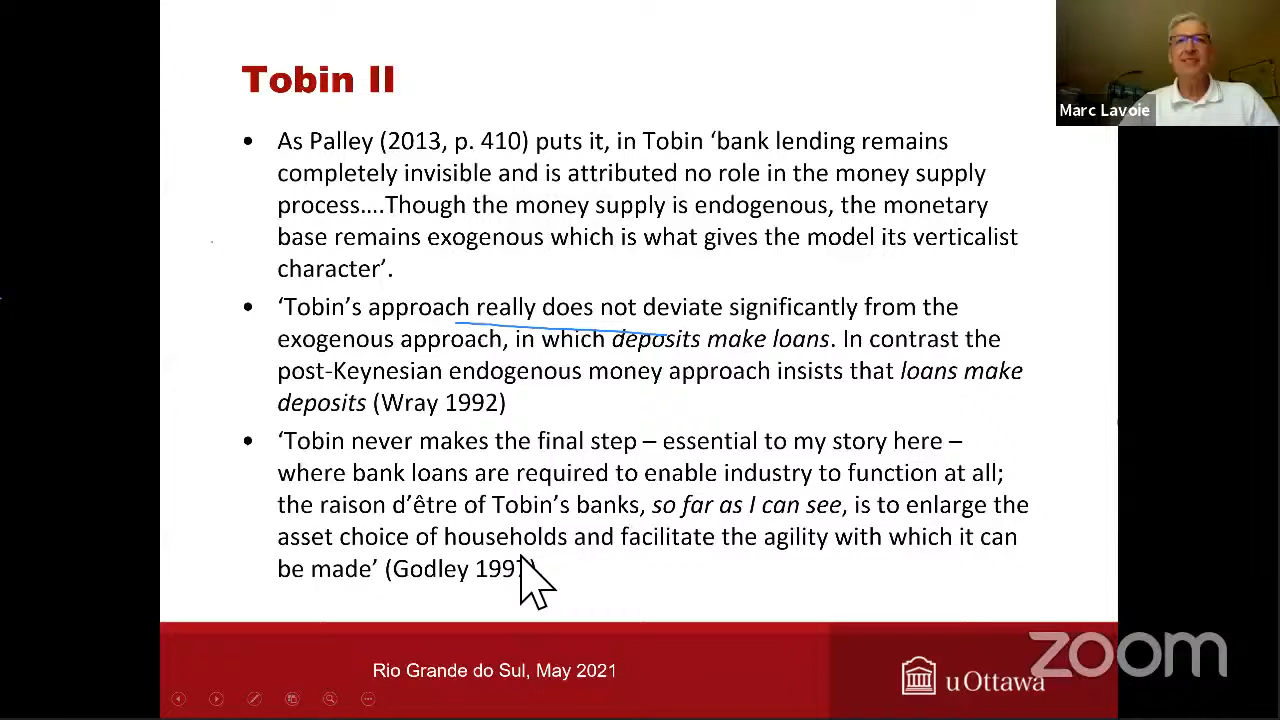 Tobin II
Marc Lavoie
• As Palley (2013, p. 410) puts it, in Tobin ‘bank lending remains
completely invisible and is attributed no role in the money supply
process....Though the money supply is endogenous, the monetary
base remains exogenous which is what gives the model its verticalist
character’.
• ‘Tobin’s approach really does not deviate significantly from the
exogenous approach, in which deposits make loans. In contrast the
post-Keynesian endogenous money approach insists that loans make
deposits (Wray 1992)
• ‘Tobin never makes the final step – essential to my story here –
where bank loans are required to enable industry to function at all;
the raison d’être of Tobin’s banks, so far as I can see, is to enlarge the
asset choice of households and facilitate the agility with which it can
be made’ (Godley
zoom
Rio Grande do Sul, May 2021
uOttawa